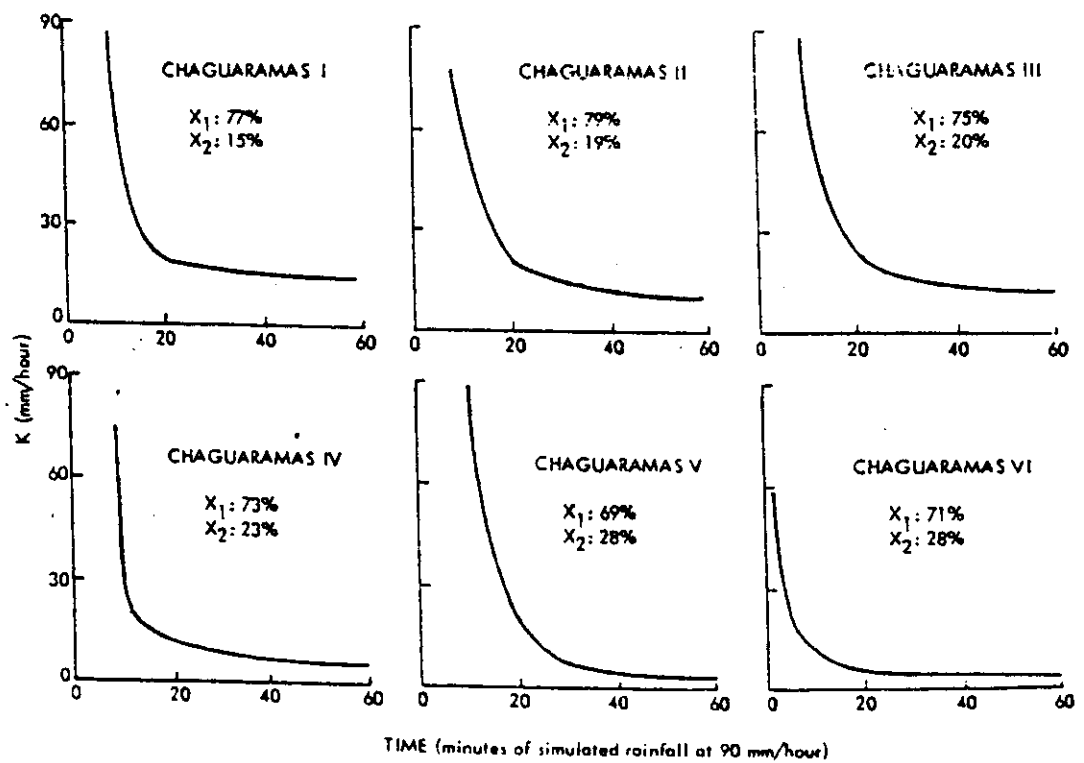 90
60
30
0
CHAGUARAMAS I
X1: 77%
X2: 15%
0 20 40 60
CHAGUARAMAS II
X1: 79%
X2: 19%
0 20 40 60
CHAGUARAMAS III
X1: 75%
X2: 20%
0 20 40 60
K (mm/hour)
90
60
30
0
CHAGUARAMAS IV
X1: 73%
X2: 23%
0 20 40 60
CHAGUARAMAS V
X1: 69%
X2: 28%
0 20 40 60
CHAGUARAMAS VI
X1: 71%
X2: 28%
0 20 40 60
TIME (minutes of simulated rainfall at 90 mm/hour)